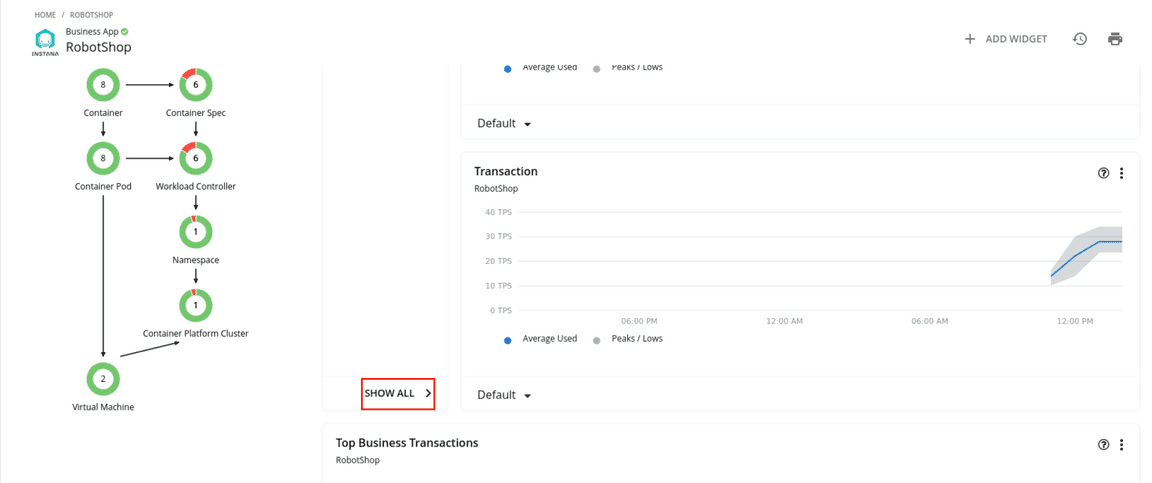 HOME / ROBOTSHOP
Business App
RobotShop
INSTANA
ADD WIDGET
8
6
Container
Container Spec
8
6
Container Pod
Workload Controller
1
Namespace
1
Container Platform Cluster
2
Virtual Machine
SHOW ALL
Average Used
Peaks / Lows
Default
Transaction
RobotShop
40 TPS
30 TPS
20 TPS
10 TPS
0 TPS
06:00 PM
12:00 AM
06:00 AM
12:00 PM
Average Used
Peaks / Lows
Default
Top Business Transactions
RobotShop